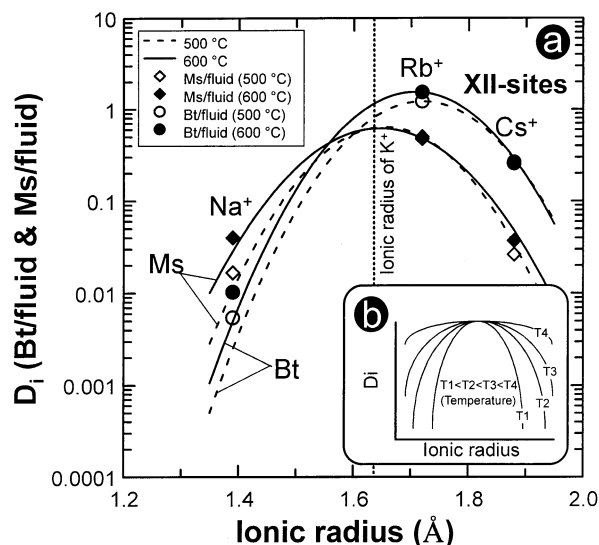 a
XII-sites
500 °C
600 °C
Ms/fluid (500 °C)
Ms/fluid (600 °C)
Bt/fluid (500 °C)
Bt/fluid (600 °C)
Rb+
Cs+
Na+
Ms
Bt
Ionic radius of K+
10
1
0.1
0.01
0.001
0.0001
Di (Bt/fluid & Ms/fluid)
1.2
1.4
1.6
1.8
2.0
Ionic radius (Å)
b
Di
T4
T3
T1<T2<T3<T4
(Temperature)
T2
T1
Ionic radius